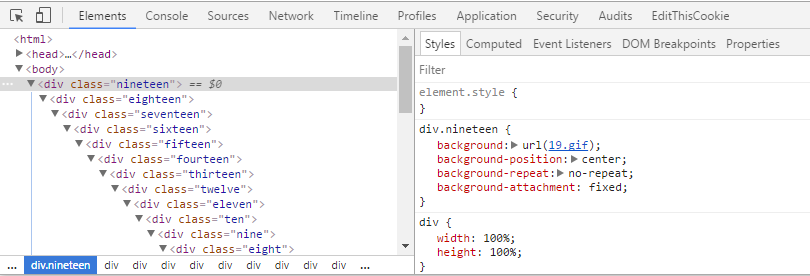 Elements Console Sources Network Timeline Profiles Application Security Audits EditThisCookie
<html>
<head>…</head>
<body>
… <div class="nineteen"> == $0
<div class="eighteen">
<div class="seventeen">
<div class="sixteen">
<div class="fifteen">
<div class="fourteen">
<div class="thirteen">
<div class="twelve">
<div class="eleven">
<div class="ten">
<div class="nine">
<div class="eight">
... div.nineteen div div div div div div div div div ...
Styles Computed Event Listeners DOM Breakpoints Properties
Filter
element.style {
}
div.nineteen {
background: url(19.gif);
background-position: center;
background-repeat: no-repeat;
background-attachment: fixed;
}
div {
width: 100%;
height: 100%;
}